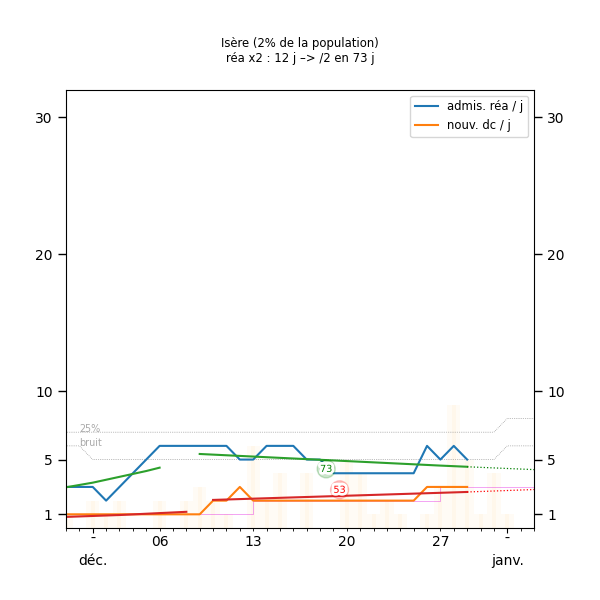 Isère (2% de la population)
réa x2 : 12 j –> /2 en 73 j
admis. réa / j
nouv. dc / j
30
30
20
20
10
10
25%
bruit
5
5
73
53
1
1
-
06
13
20
27
-
déc.
janv.